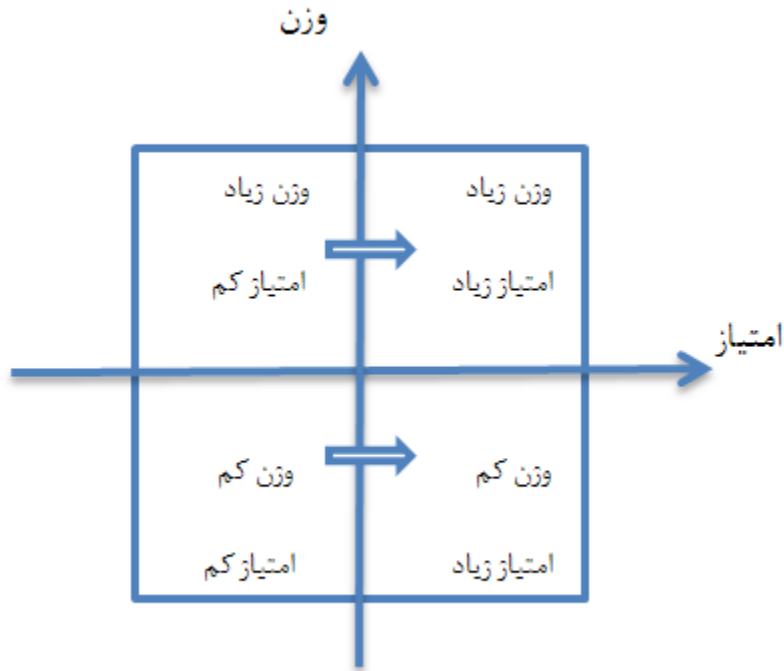 وزن
وزن زیاد
وزن زیاد
امتیاز زیاد
امتیاز کم
امتیاز
وزن کم
وزن کم
امتیاز زیاد
امتیاز کم